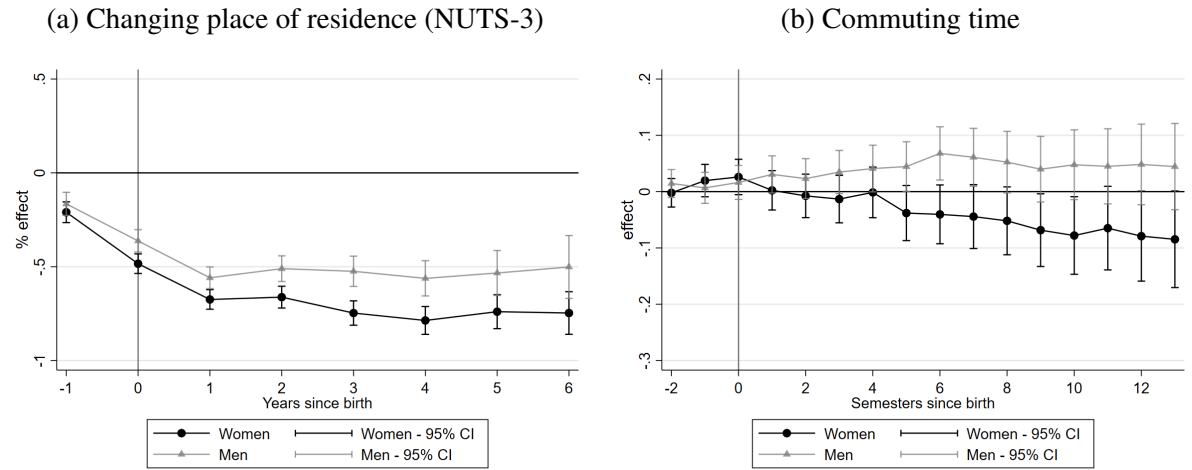 (a) Changing place of residence (NUTS-3)
% effect
.5
0
-.5
-1
-1 0 1 2 3 4 5 6
Years since birth
Women Women - 95% CI
Men Men - 95% CI
(b) Commuting time
effect
.2
.1
0
-.1
-.2
-.3
-2 0 2 4 6 8 10 12
Semesters since birth
Women Women - 95% CI
Men Men - 95% CI